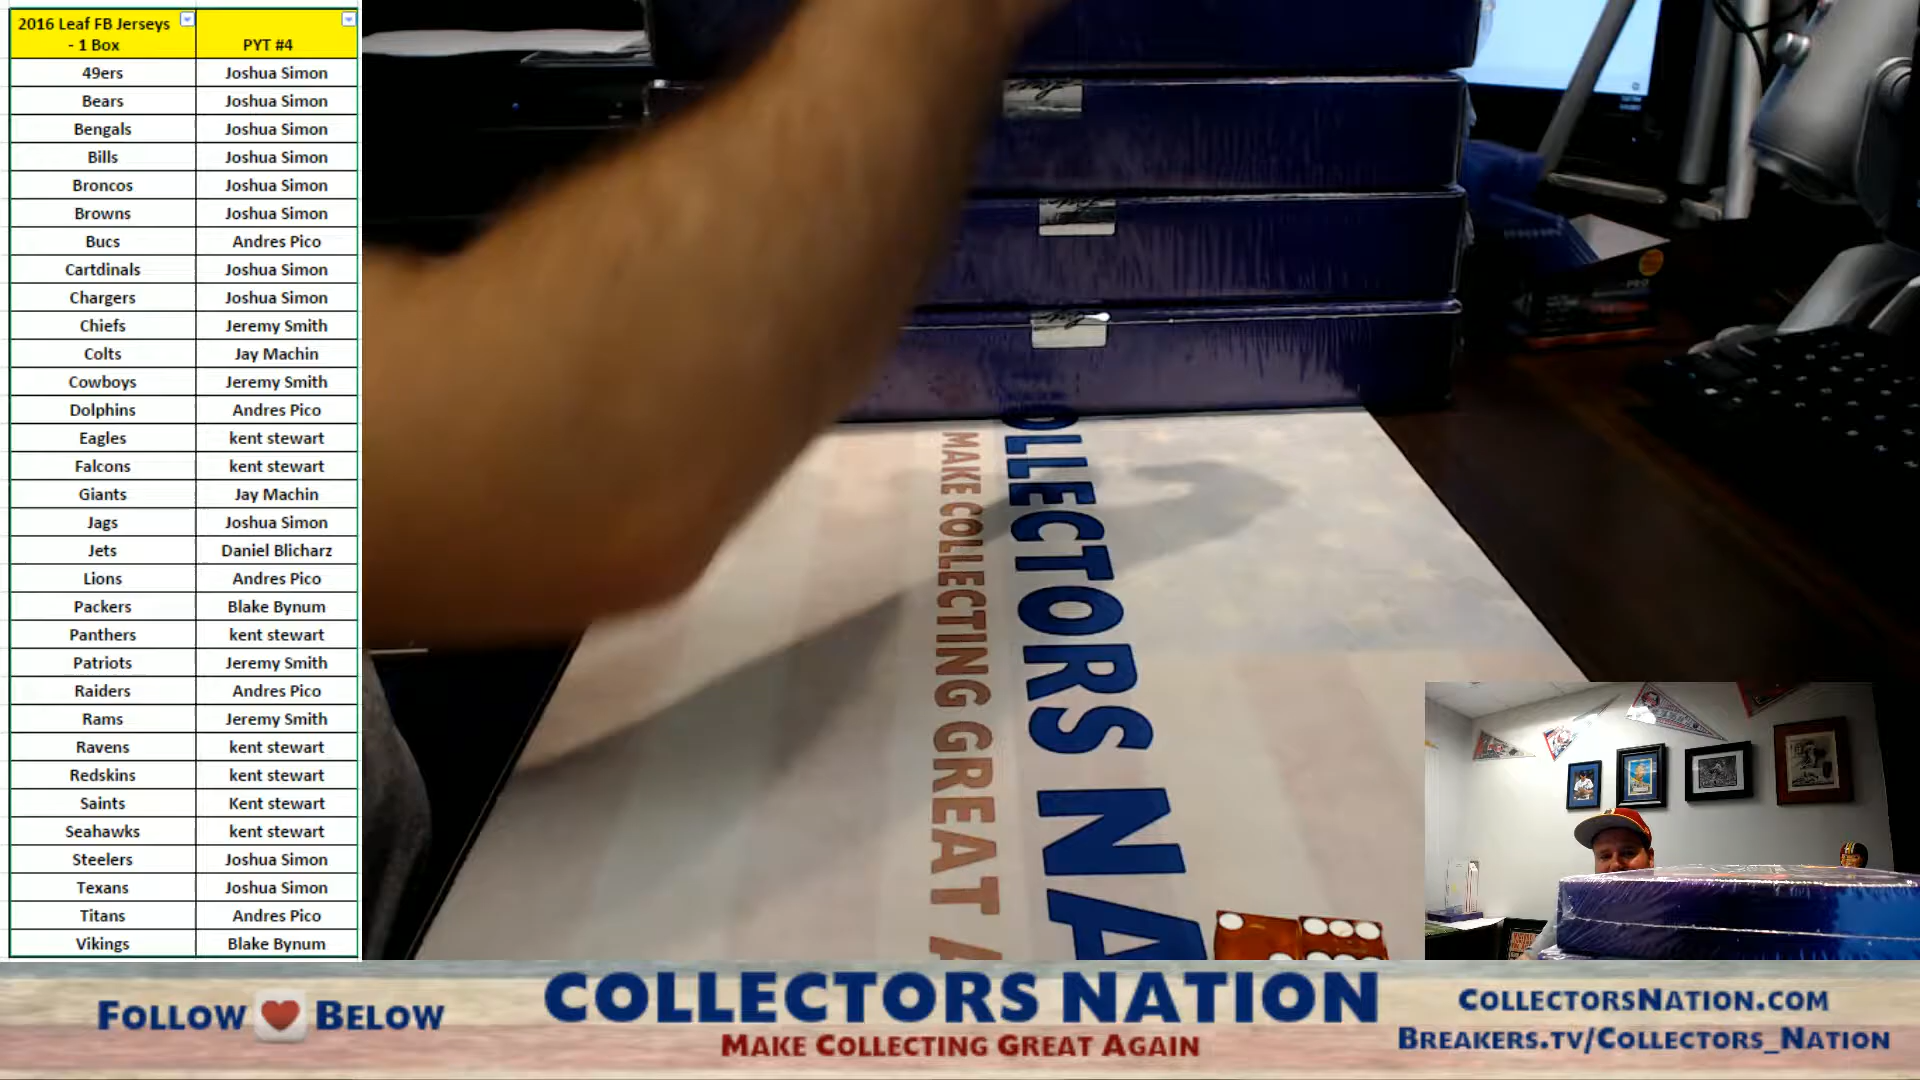 2016 Leaf FB Jerseys
- 1 Box
PYT #4
49ers Joshua Simon
Bears Joshua Simon
Bengals Joshua Simon
Bills Joshua Simon
Broncos Joshua Simon
Browns Joshua Simon
Bucs Andres Pico
Cartdinals Joshua Simon
Chargers Joshua Simon
Chiefs Jeremy Smith
Colts Jay Machin
Cowboys Jeremy Smith
Dolphins Andres Pico
Eagles kent stewart
Falcons kent stewart
Giants Jay Machin
Jags Joshua Simon
Jets Daniel Blicharz
Lions Andres Pico
Packers Blake Bynum
Panthers kent stewart
Patriots Jeremy Smith
Raiders Andres Pico
Rams Jeremy Smith
Ravens kent stewart
Redskins kent stewart
Saints Kent stewart
Seahawks kent stewart
Steelers Joshua Simon
Texans Joshua Simon
Titans Andres Pico
Vikings Blake Bynum
OLLECTORS NA
MAKE COLLECTING GREAT A
FOLLOW BELOW
COLLECTORS NATION
MAKE COLLECTING GREAT AGAIN
COLLECTORSNATION.COM
BREAKERS.TV/COLLECTORS_NATION